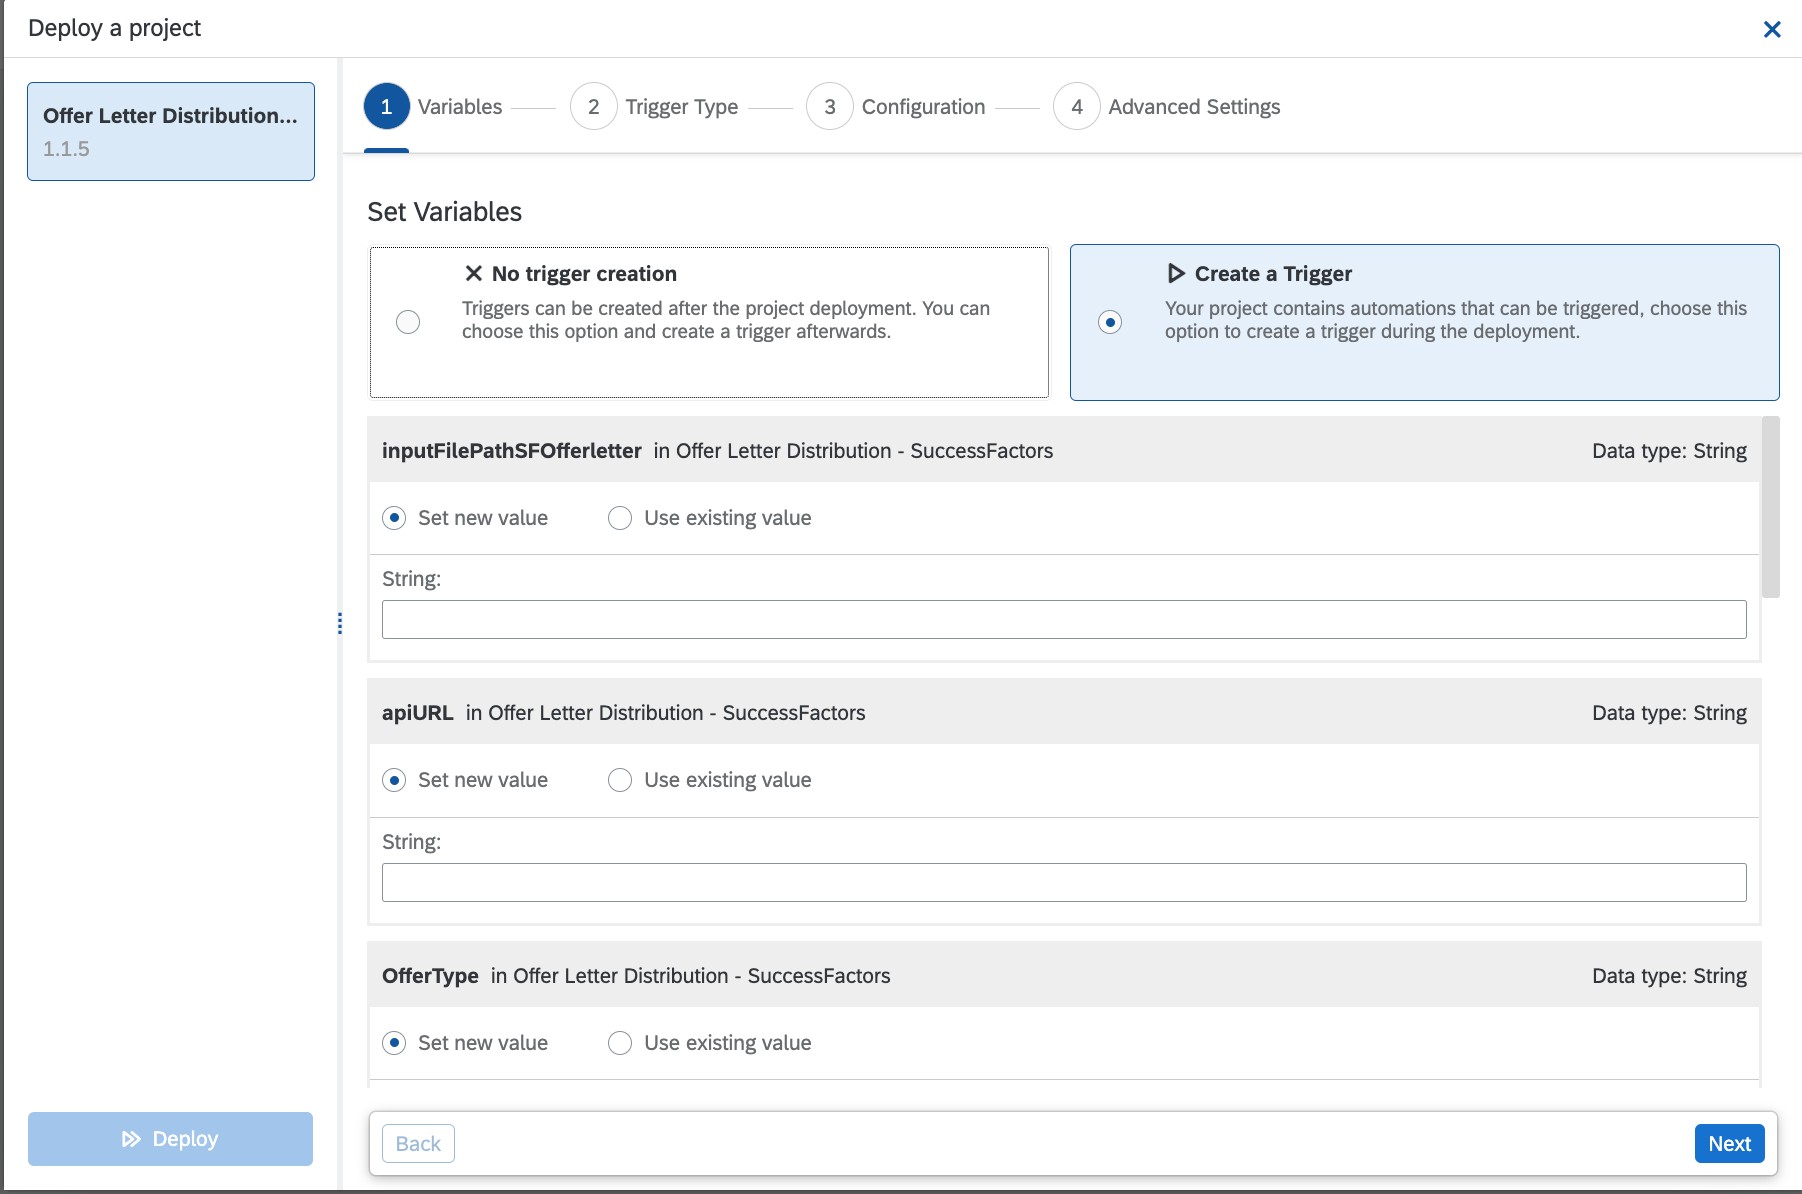 Deploy a project
Offer Letter Distribution...
1.1.5
1 Variables 2 Trigger Type 3 Configuration 4 Advanced Settings
Set Variables
No trigger creation
Triggers can be created after the project deployment. You can
choose this option and create a trigger afterwards.
Create a Trigger
Your project contains automations that can be triggered, choose this
option to create a trigger during the deployment.
inputFilePathSFOfferletter in Offer Letter Distribution - SuccessFactors Data type: String
Set new value Use existing value
String:
apiURL in Offer Letter Distribution - SuccessFactors Data type: String
Set new value Use existing value
String:
OfferType in Offer Letter Distribution - SuccessFactors Data type: String
Set new value Use existing value
Deploy
Back Next